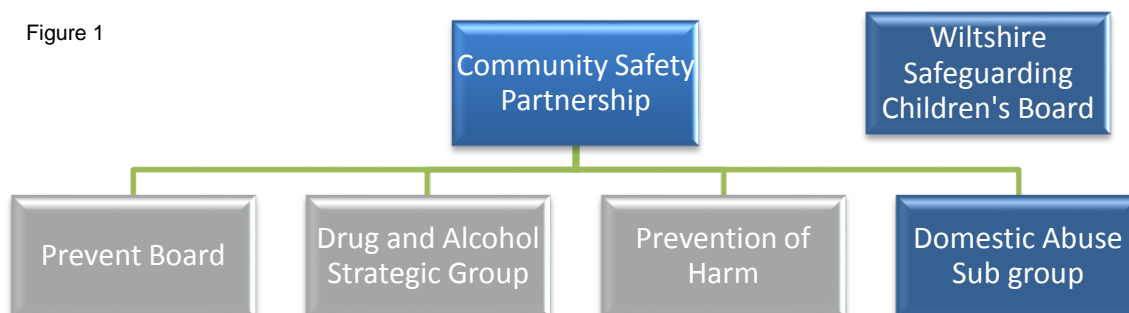 Figure 1
Community Safety
Partnership
Wiltshire
Safeguarding
Children's Board
Prevent Board
Drug and Alcohol
Strategic Group
Prevention of
Harm
Domestic Abuse
Sub group